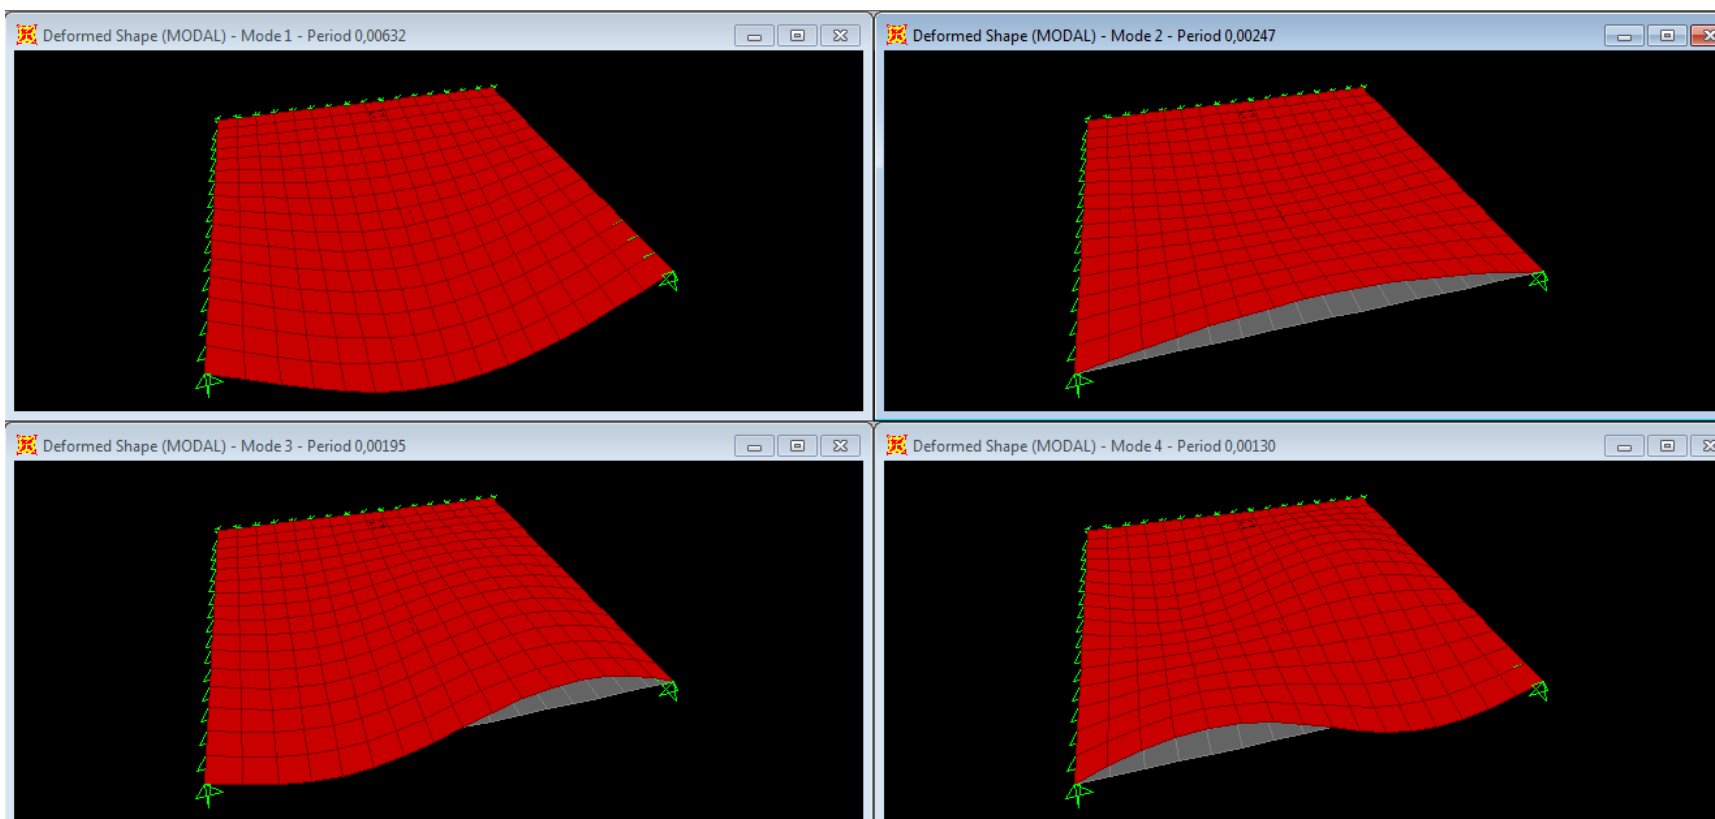 Deformed Shape (MODAL) - Mode 1 - Period 0,00632
Deformed Shape (MODAL) - Mode 2 - Period 0,00247
Deformed Shape (MODAL) - Mode 3 - Period 0,00195
Deformed Shape (MODAL) - Mode 4 - Period 0,00130